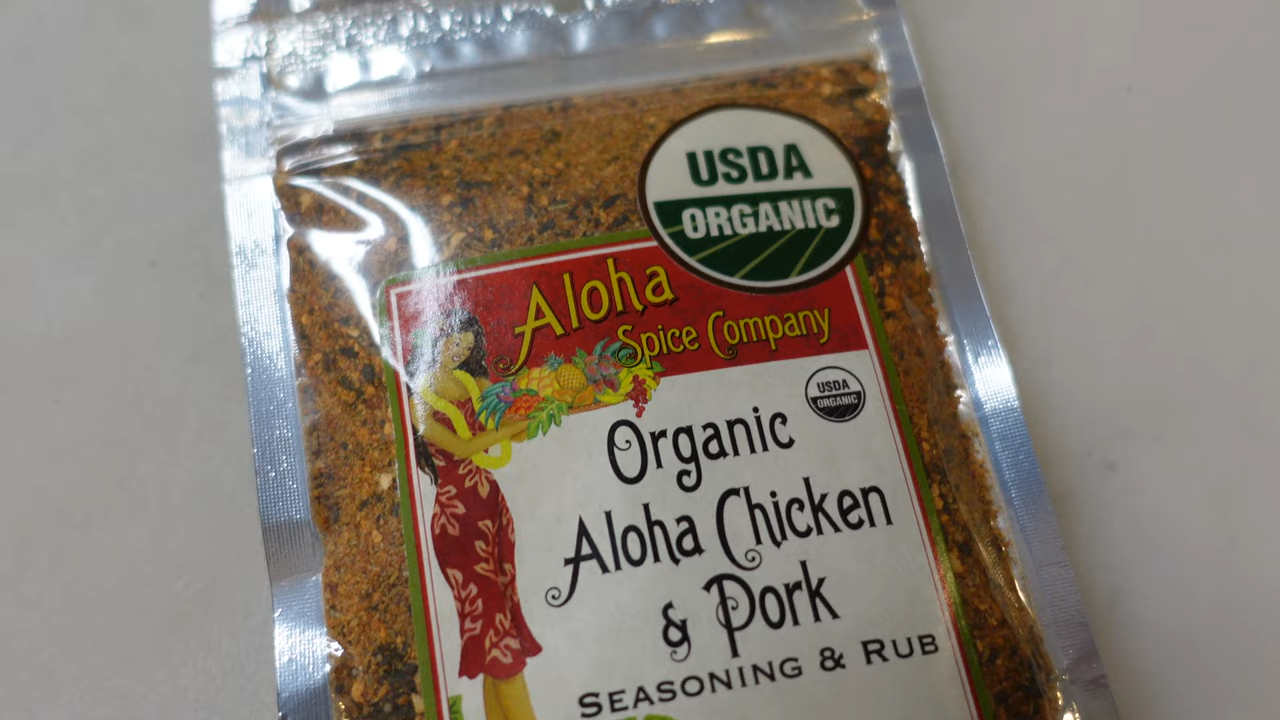 USDA
ORGANIC
Aloha
Spice Company
USDA
ORGANIC
Organic
Aloha Chicken
& Pork
SEASONING & RUB